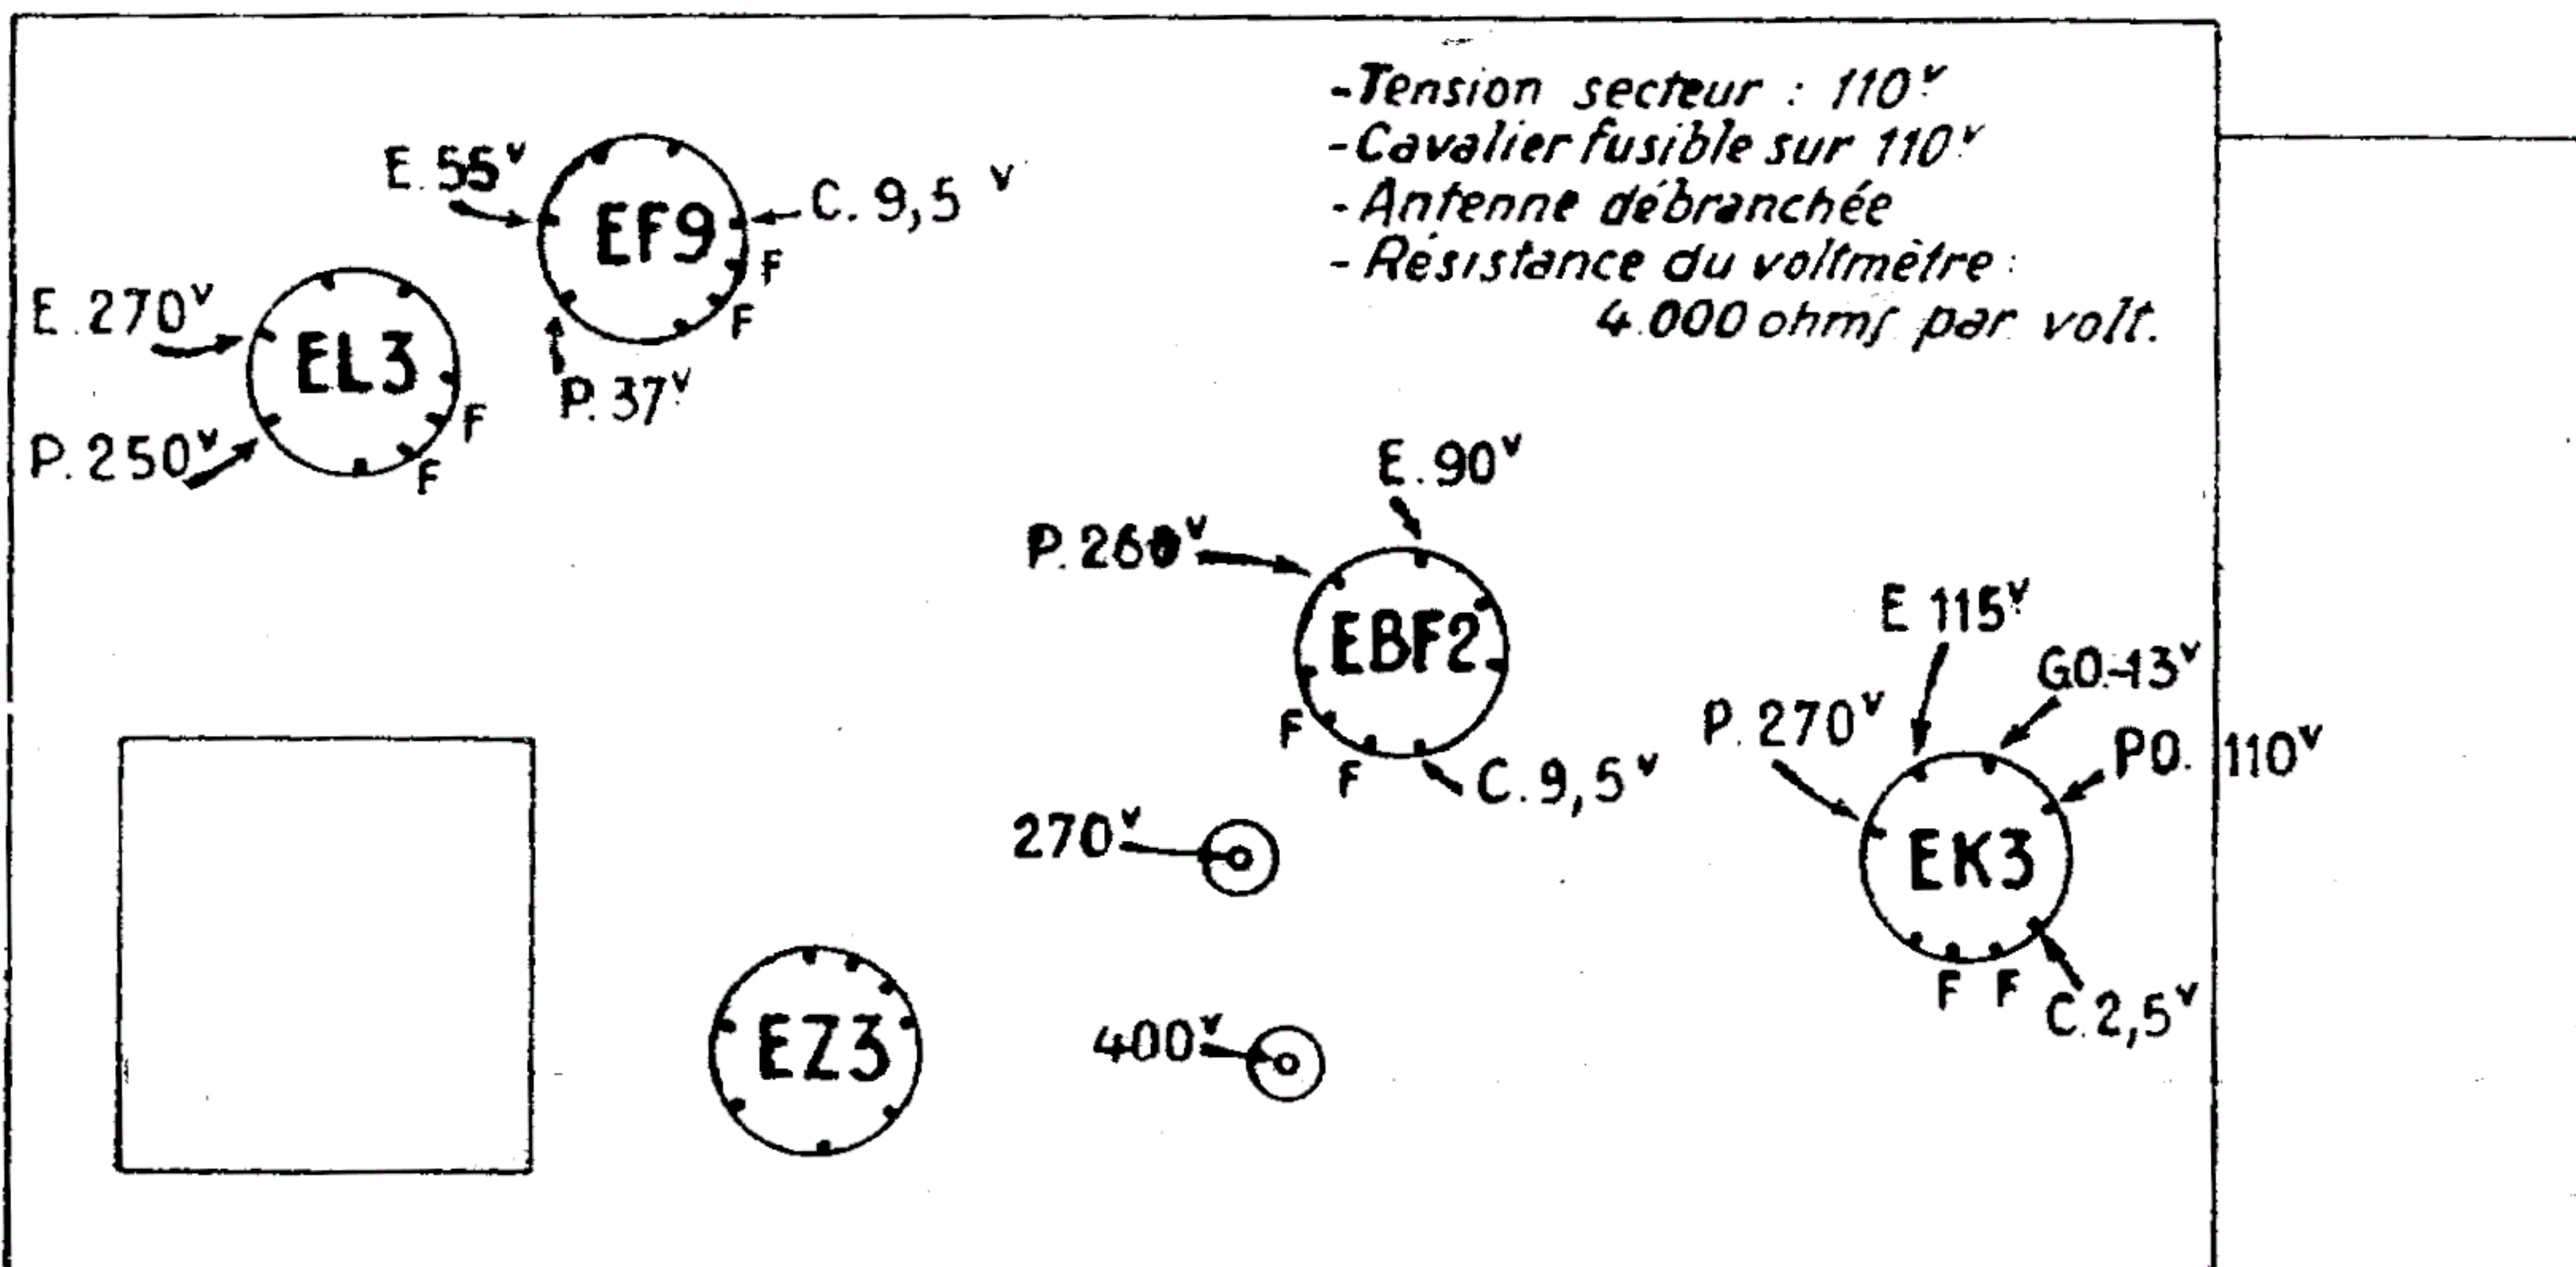 -Tension secteur : 110v
-Cavalier fusible sur 110v
-Antenne débranchée
-Résistance du voltmètre :
4.000 ohms par volt.
E.55v
EF9
C.9,5 v
F
F
P.37v
E.270v
EL3
P.250v
F
F
E.90v
P.260v
EBF2
F
F
C.9,5v
E 115v
GO.-13v
P.270v
PO. 110v
EK3
F F
C.2,5v
270v
EZ3
400v